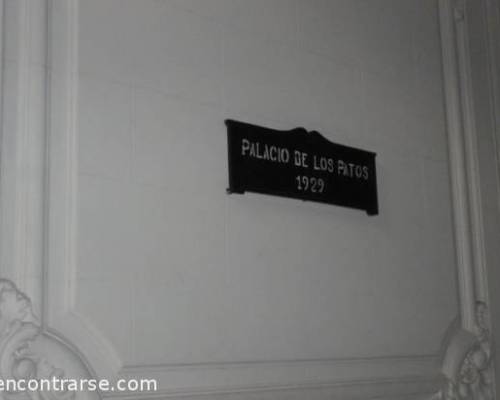 PALACIO DE LOS PATOS
1929
encontrarse.com